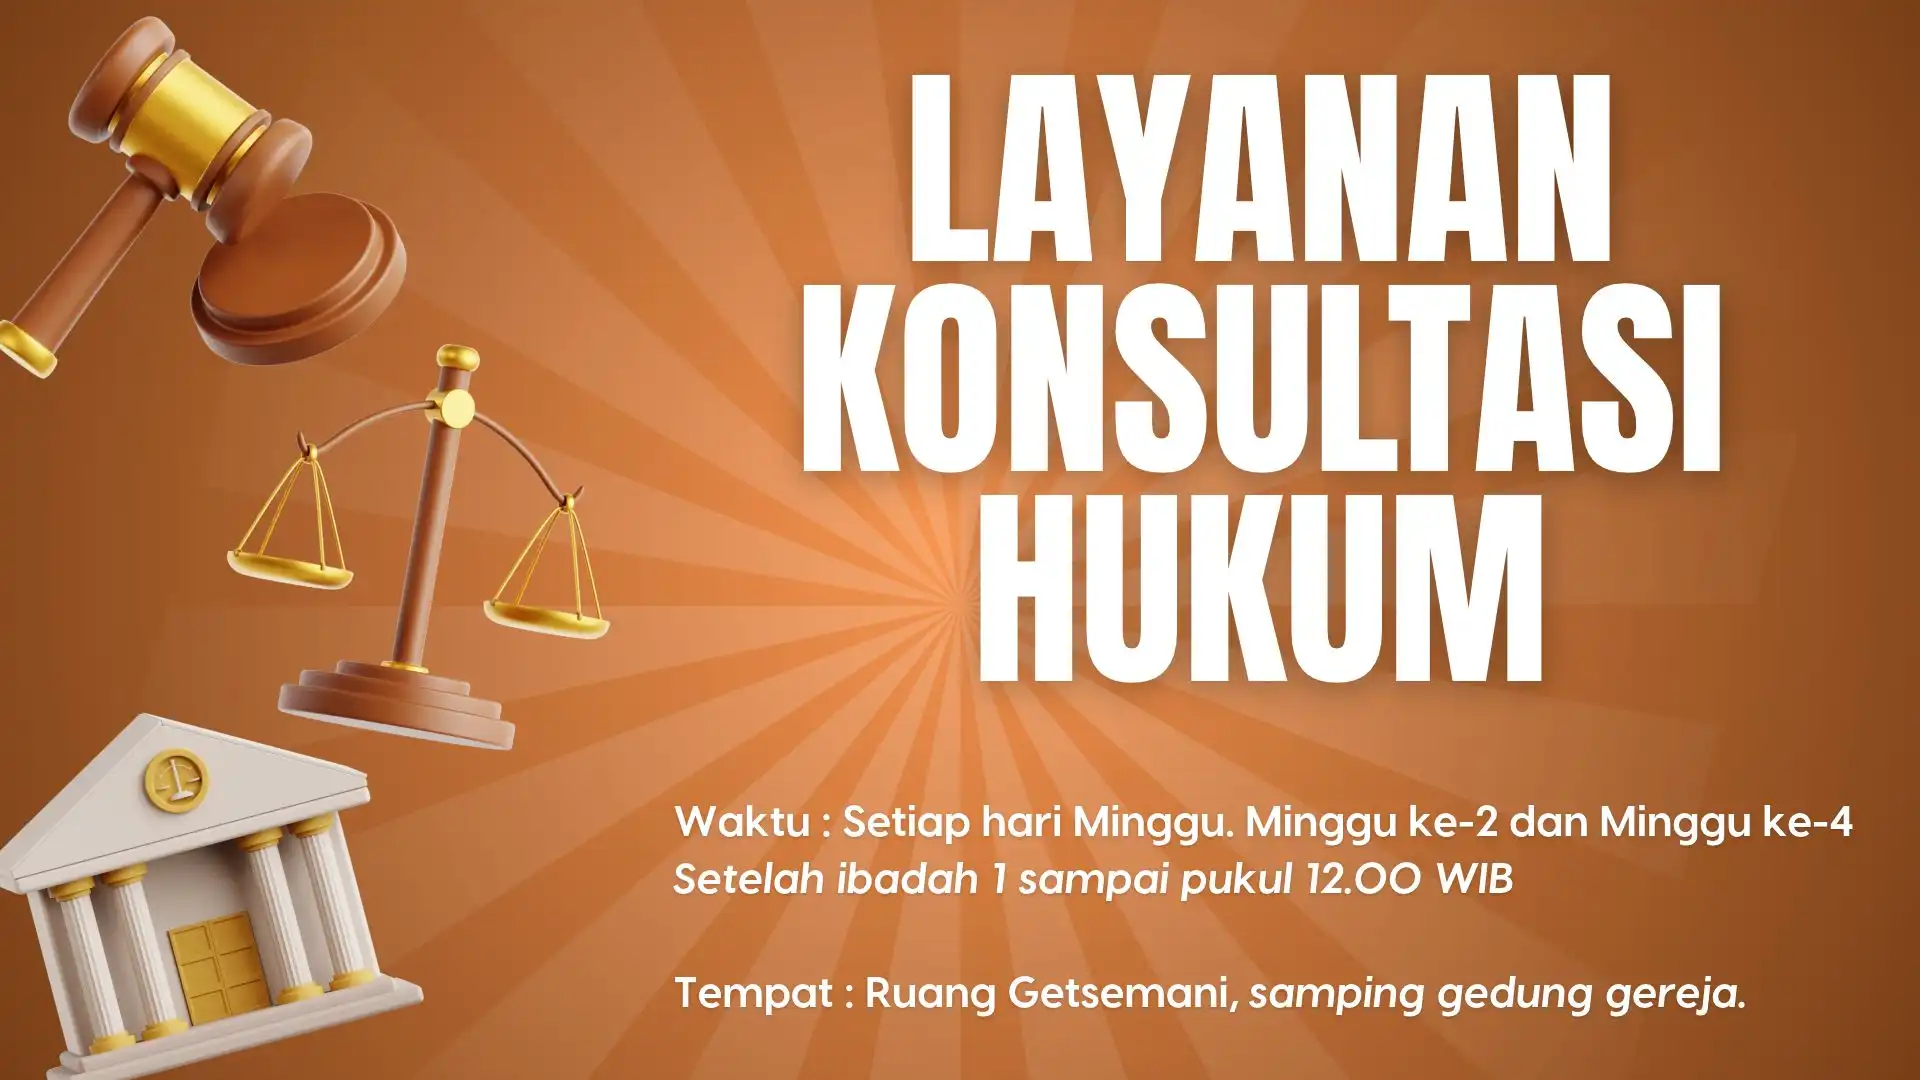 LAYANAN
KONSULTASI
HUKUM
Waktu : Setiap hari Minggu. Minggu ke-2 dan Minggu ke-4
Setelah ibadah 1 sampai pukul 12.00 WIB
Tempat : Ruang Getsemani, samping gedung gereja.